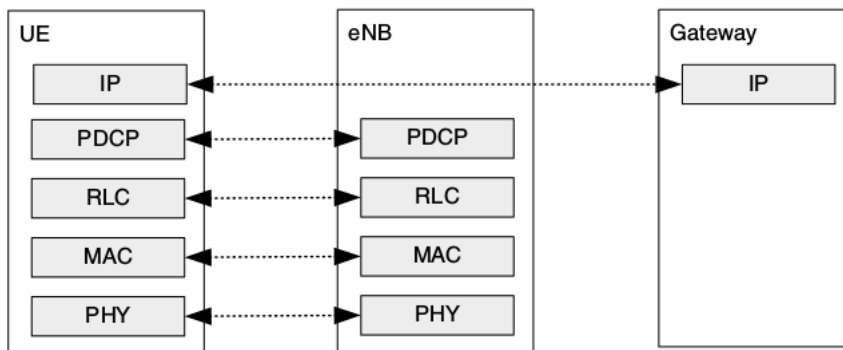 UE
eNB
Gateway
IP
IP
PDCP
PDCP
RLC
RLC
MAC
MAC
PHY
PHY